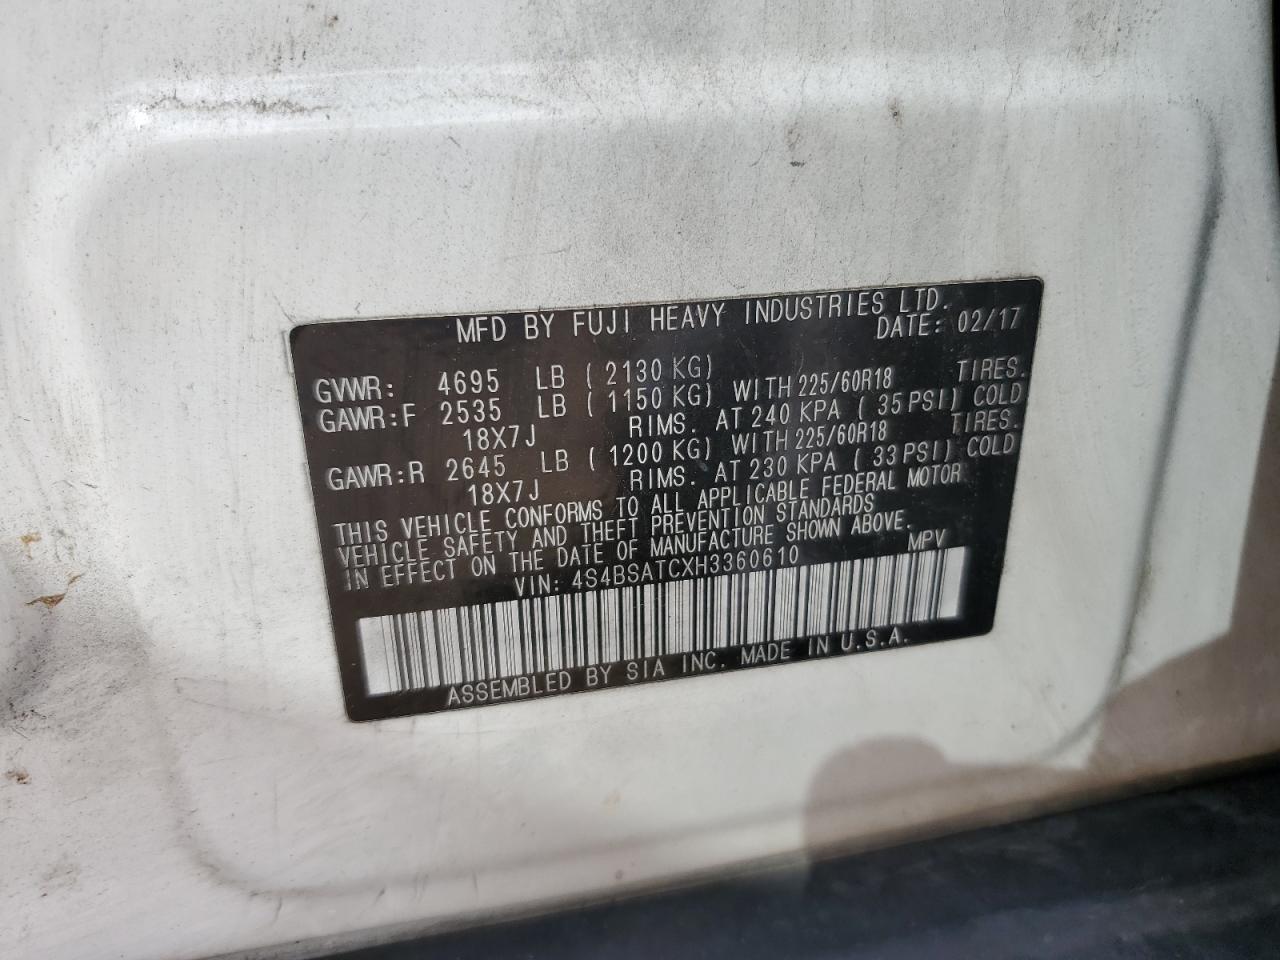 MFD BY FUJI HEAVY INDUSTRIES LTD.
DATE: 02/17
GVWR: 4695 LB ( 2130 KG)
GAWR:F 2535 LB ( 1150 KG) WITH 225/60R18 TIRES.
18X7J RIMS. AT 240 KPA ( 35 PSI) COLD
GAWR:R 2645 LB ( 1200 KG) WITH 225/60R18 TIRES.
18X7J RIMS. AT 230 KPA ( 33 PSI) COLD
THIS VEHICLE CONFORMS TO ALL APPLICABLE FEDERAL MOTOR
VEHICLE SAFETY AND THEFT PREVENTION STANDARDS
IN EFFECT ON THE DATE OF MANUFACTURE SHOWN ABOVE.
VIN: 4S4BSATCXH3360610 MPV
ASSEMBLED BY SIA INC. MADE IN U.S.A.